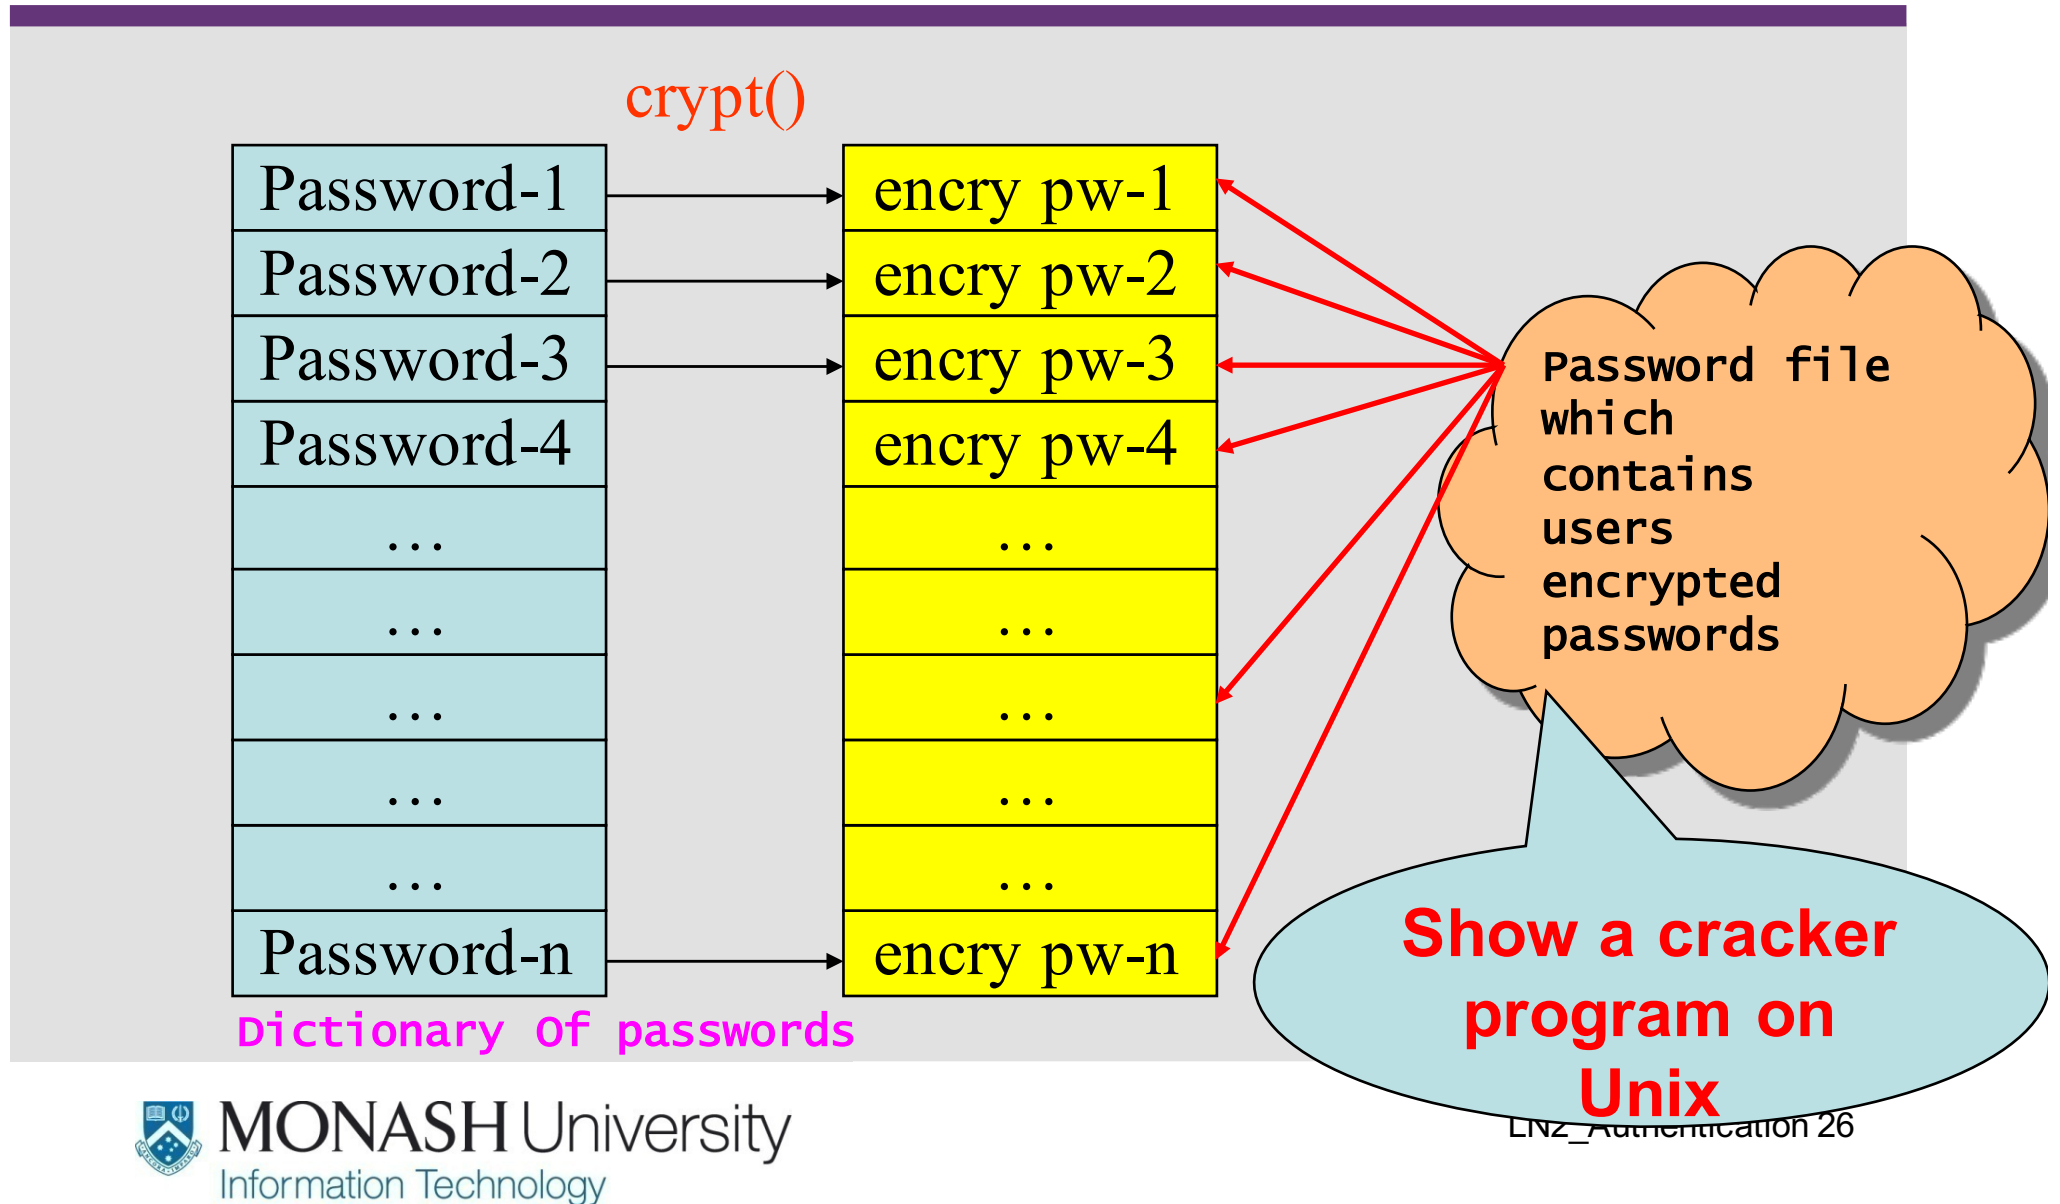 crypt()
Password-1
encry pw-1
Password-2
encry pw-2
Password-3
encry pw-3
Password-4
encry pw-4
...
...
...
...
...
...
...
...
...
...
Password-n
encry pw-n
Dictionary Of passwords
Password file
which
contains
users
encrypted
passwords
Show a cracker
program on
Unix
LN2_Authentication 26
MONASH University
Information Technology